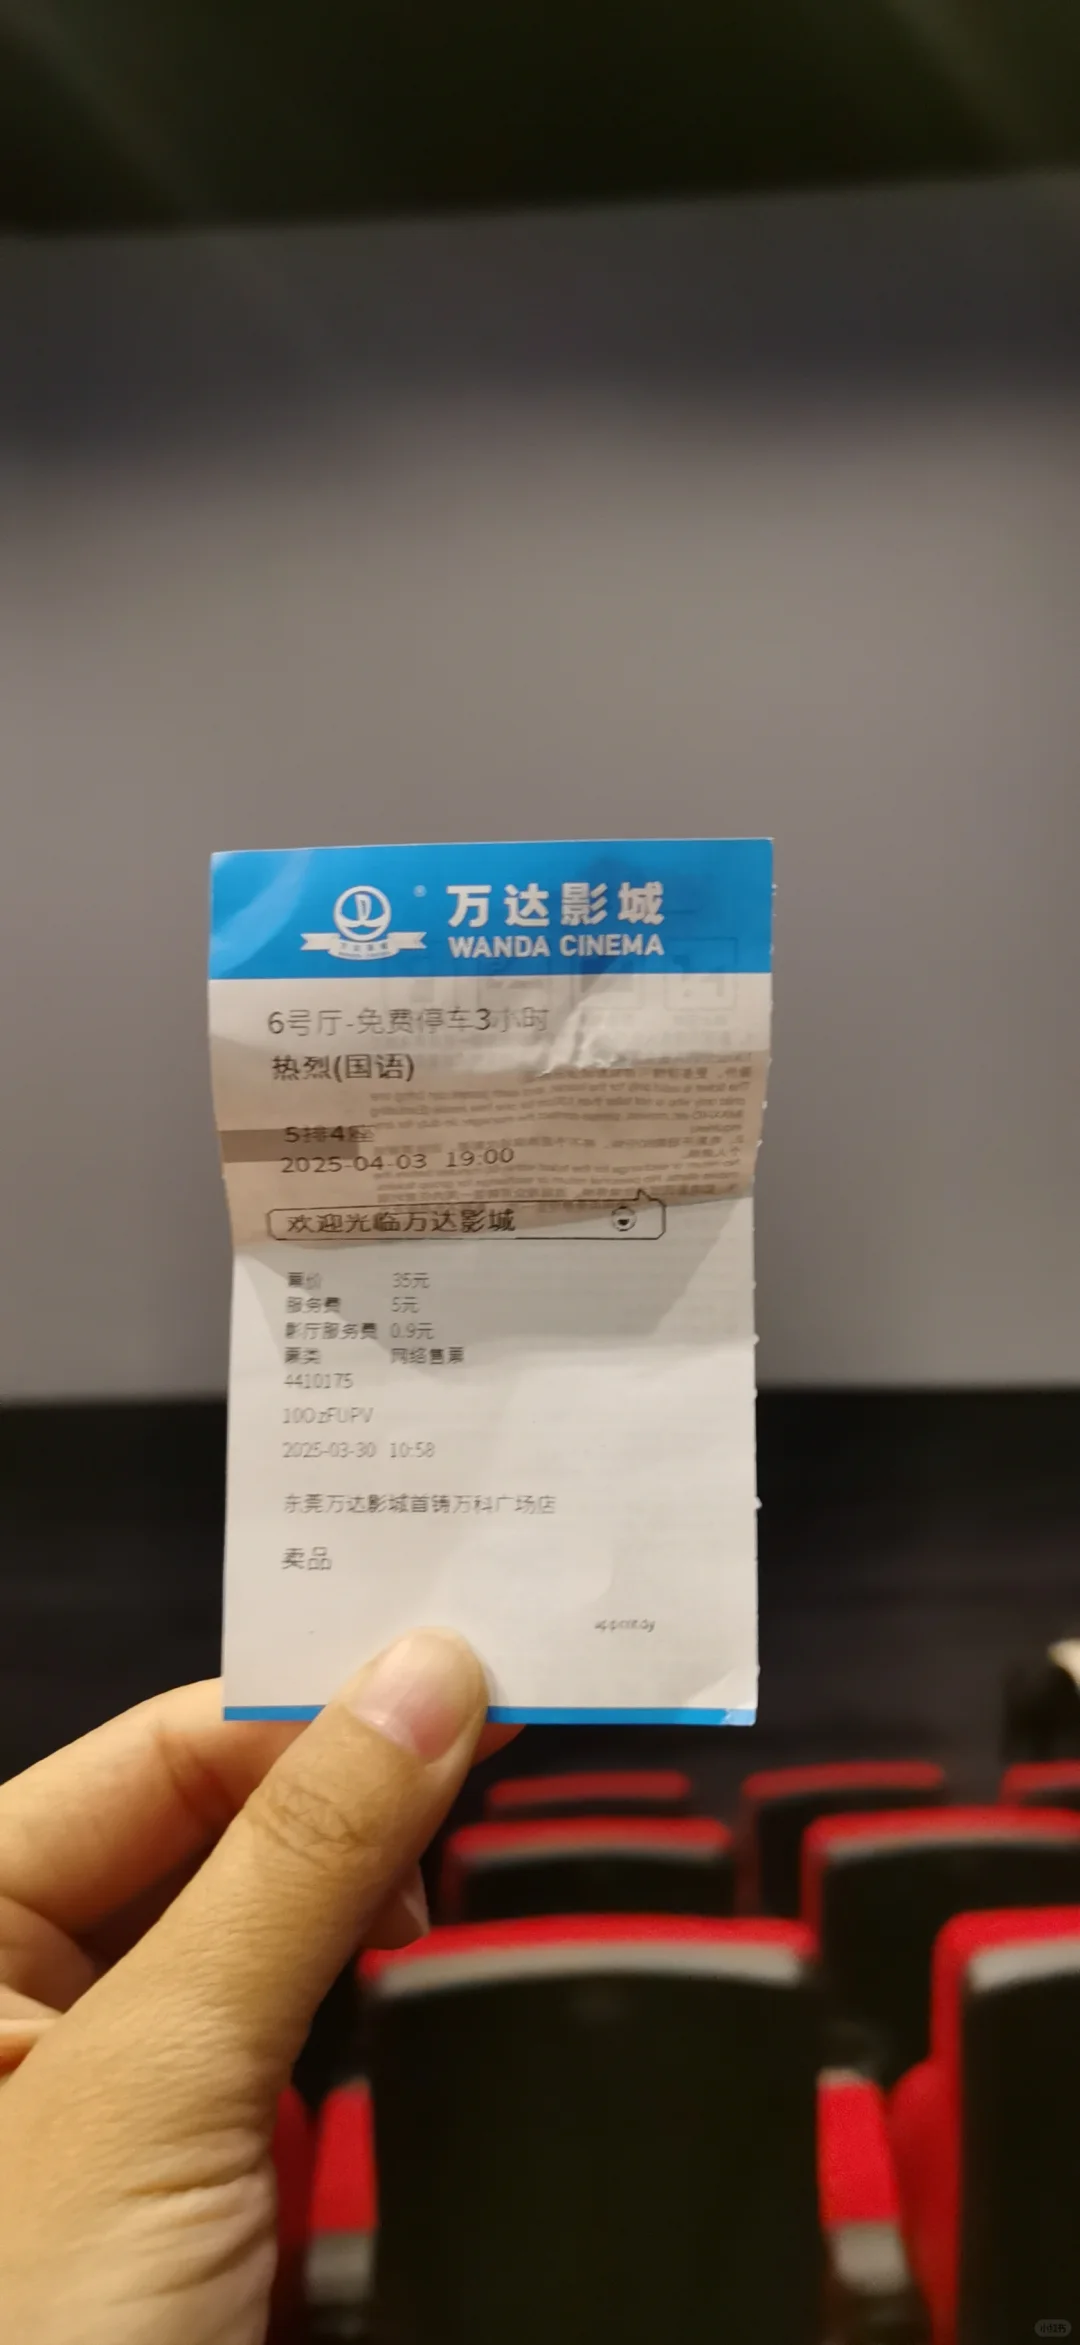 万达影城
WANDA CINEMA
6号厅-免费停车3小时
热烈(国语)
5排4座
2025-04-03 19:00
欢迎光临万达影城
票价 35元
服务费 5元
影厅服务费 0.9元
票类 网络售票
4410175
10OzFUPV
2025-03-30 10:58
东莞万达影城首铸万科广场店
卖品
小红书